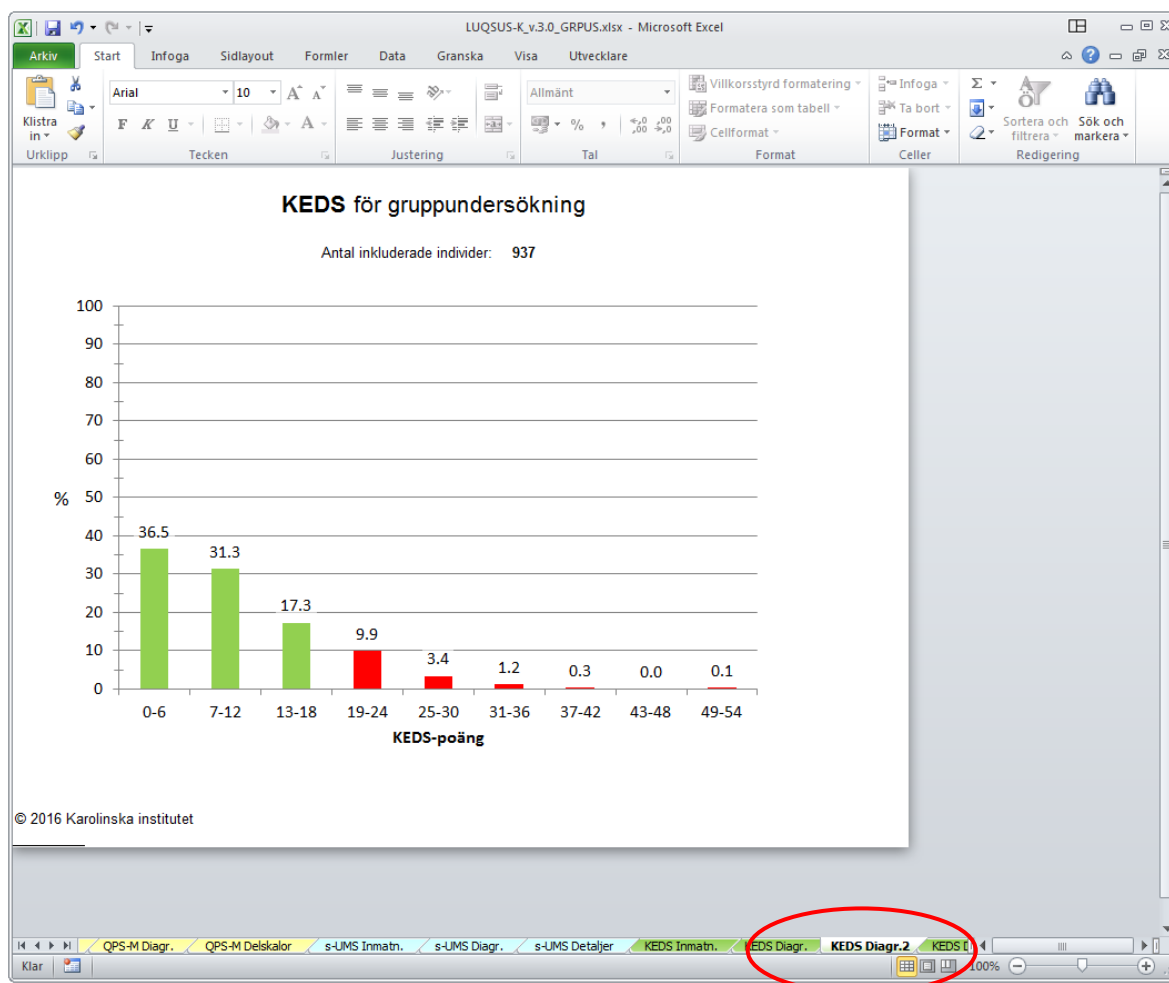 LUQSUS-K_v.3.0_GRPUS.xlsx - Microsoft Excel
Arkiv Start Infoga Sidlayout Formler Data Granska Visa Utvecklare
Klistra in
Urklipp
Arial 10 A A
F K U A
Tecken
Justering
Allmänt
% , ,0 ,00 ,00 ,0
Tal
Villkorsstyrd formatering
Formatera som tabell
Cellformat
Format
Infoga
Ta bort
Format
Celler
Σ
Sortera och filtrera
Sök och markera
Redigering
KEDS för gruppundersökning
Antal inkluderade individer: 937
100
90
80
70
60
% 50
40
30
20
10
0
36.5
31.3
17.3
9.9
3.4
1.2
0.3
0.0
0.1
0-6 7-12 13-18 19-24 25-30 31-36 37-42 43-48 49-54
KEDS-poäng
© 2016 Karolinska institutet
QPS-M Diagr. QPS-M Delskalor s-UMS Inmatn. s-UMS Diagr. s-UMS Detaljer KEDS Inmatn. KEDS Diagr. KEDS Diagr.2 KEDS
Klar 100%